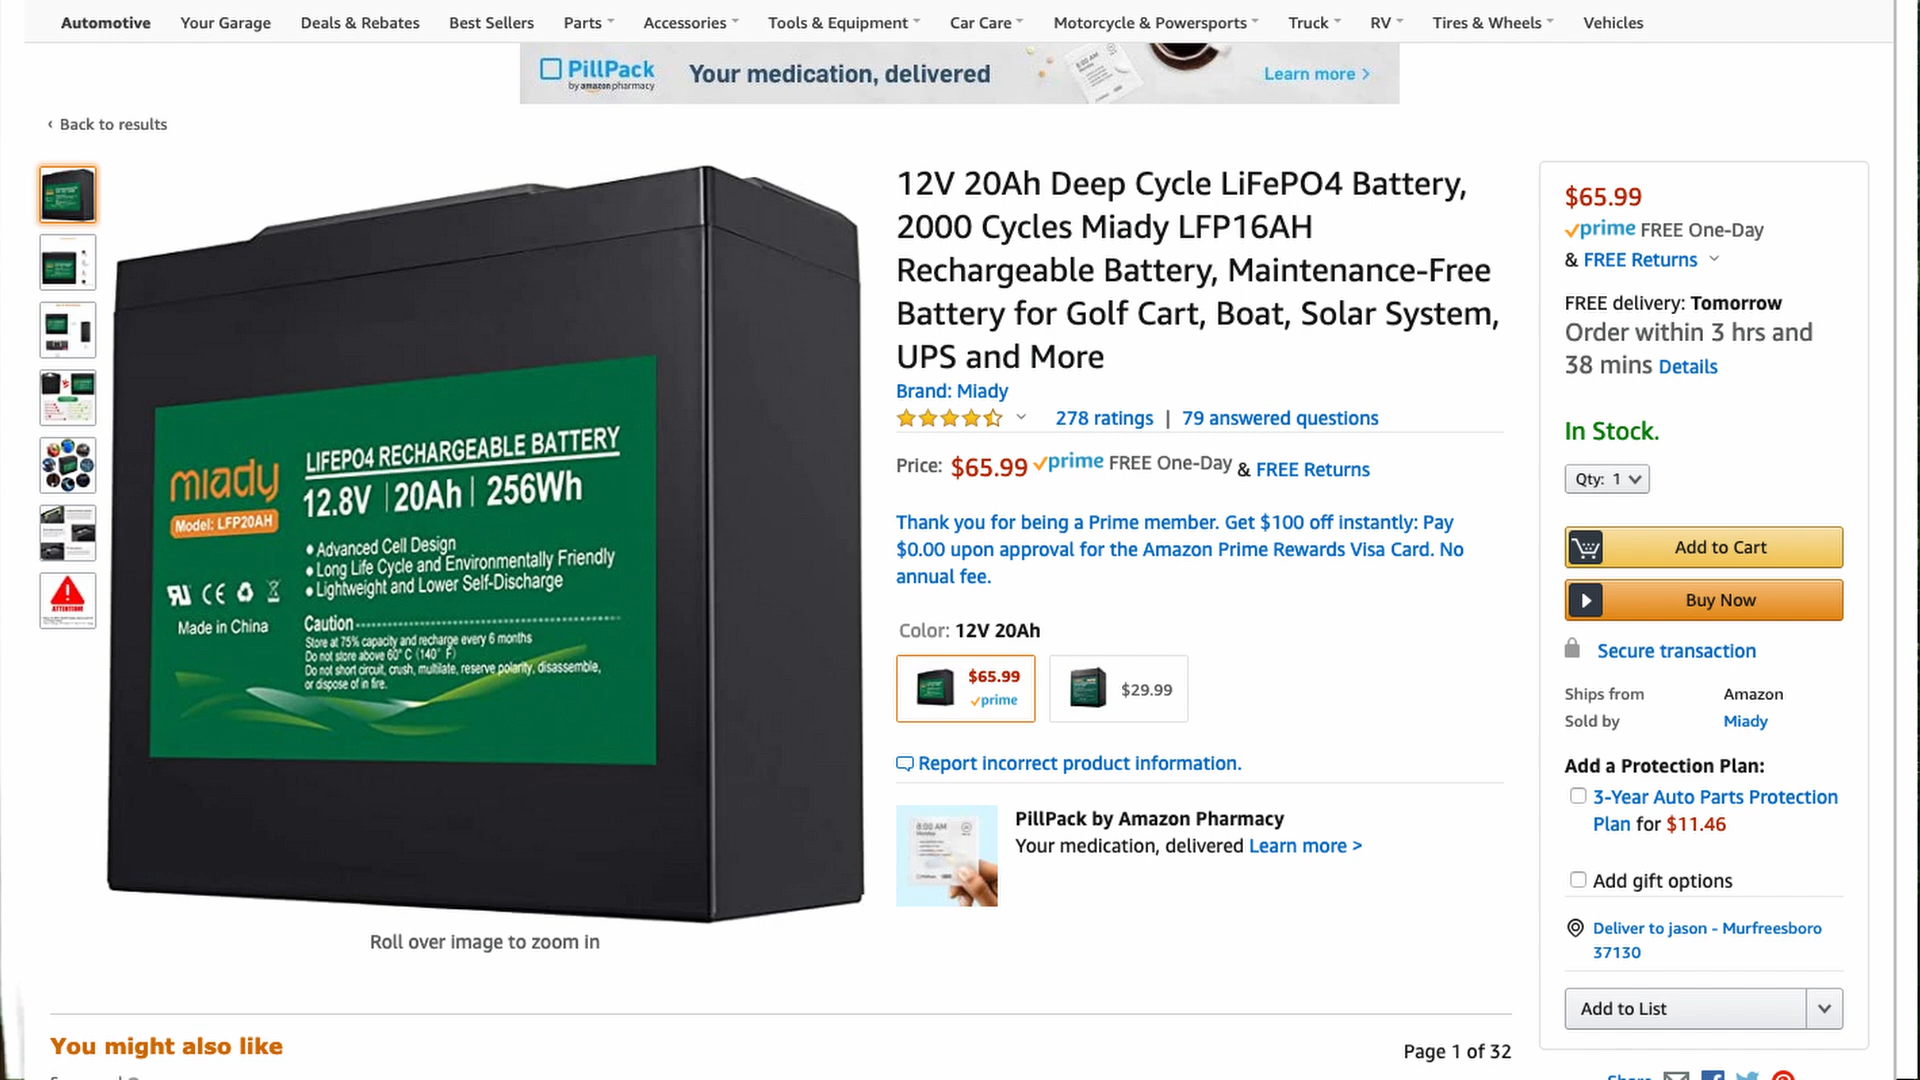 Automotive Your Garage Deals & Rebates Best Sellers Parts Accessories Tools & Equipment Car Care Motorcycle & Powersports Truck RV Tires & Wheels Vehicles
PillPack
by amazon pharmacy
Your medication, delivered
Learn more >
‹ Back to results
12V 20Ah Deep Cycle LiFePO4 Battery,
2000 Cycles Miady LFP16AH
Rechargeable Battery, Maintenance-Free
Battery for Golf Cart, Boat, Solar System,
UPS and More
Brand: Miady
278 ratings | 79 answered questions
Price: $65.99 prime FREE One-Day & FREE Returns
Thank you for being a Prime member. Get $100 off instantly: Pay
$0.00 upon approval for the Amazon Prime Rewards Visa Card. No
annual fee.
Color: 12V 20Ah
$65.99
prime
$29.99
Report incorrect product information.
PillPack by Amazon Pharmacy
Your medication, delivered Learn more >
8:00 AM
miady
Model: LFP20AH
Made in China
LIFEPO4 RECHARGEABLE BATTERY
12.8V | 20Ah | 256Wh
• Advanced Cell Design
• Long Life Cycle and Environmentally Friendly
• Lightweight and Lower Self-Discharge
Caution
Store at 75% capacity and recharge every 6 months
Do not store above 60° C (140° F)
Do not short circuit, crush, multilate, reserve polarity, disassemble,
or dispose of in fire.
ATTENTION!
Roll over image to zoom in
$65.99
prime FREE One-Day
& FREE Returns
FREE delivery: Tomorrow
Order within 3 hrs and
38 mins Details
In Stock.
Qty: 1
Add to Cart
Buy Now
Secure transaction
Ships from Amazon
Sold by Miady
Add a Protection Plan:
3-Year Auto Parts Protection
Plan for $11.46
Add gift options
Deliver to jason - Murfreesboro
37130
Add to List
You might also like
Page 1 of 32
Share